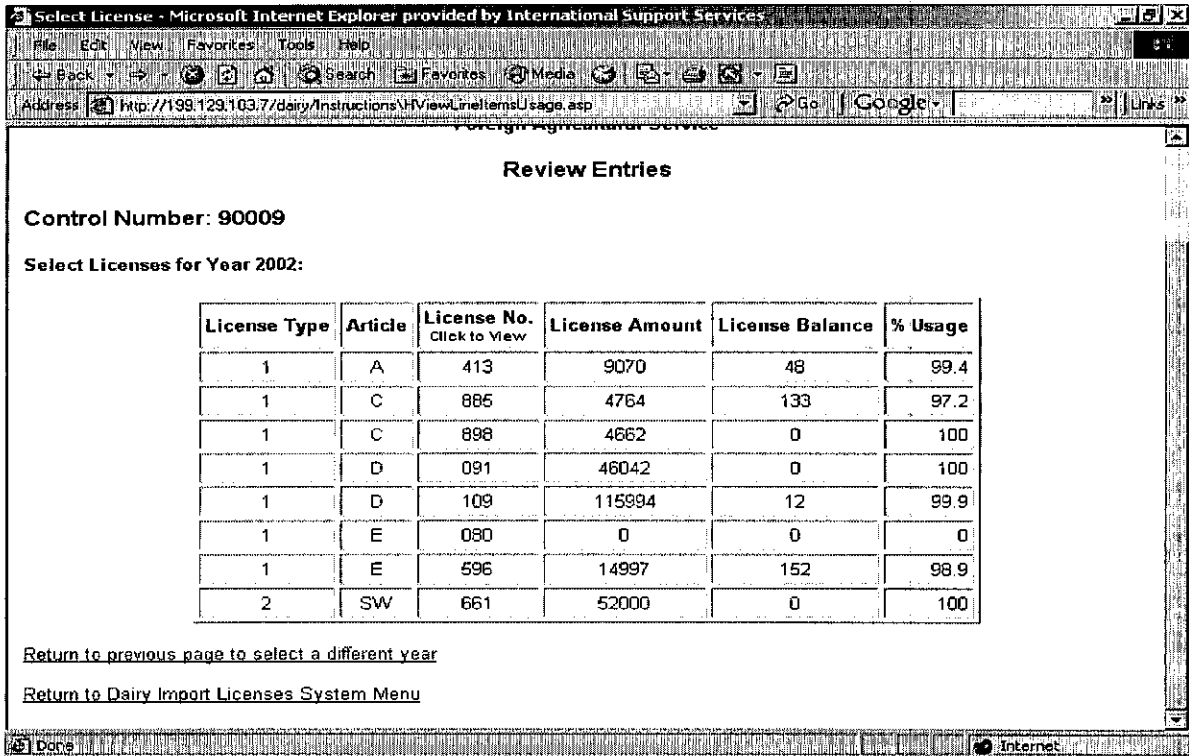 Select License - Microsoft Internet Explorer provided by International Support Services
File Edit View Favorites Tools Help
Back Search Favorites Media
Address http://199.129.103.7/dairy/Instructions\HViewLineItemsUsage.asp Go Google Links »
Foreign Agricultural Service
Review Entries
Control Number: 90009
Select Licenses for Year 2002:
License Type Article License No. Click to View License Amount License Balance % Usage
1 A 413 9070 48 99.4
1 C 885 4764 133 97.2
1 C 898 4662 0 100
1 D 091 46042 0 100
1 D 109 115994 12 99.9
1 E 080 0 0 0
1 E 596 14997 152 98.9
2 SW 661 52000 0 100
Return to previous page to select a different year
Return to Dairy Import Licenses System Menu
Done Internet